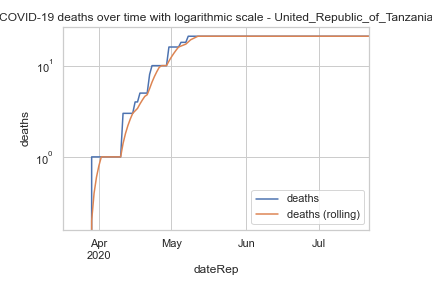 COVID-19 deaths over time with logarithmic scale - United_Republic_of_Tanzania
deaths
10¹
10⁰
deaths
deaths (rolling)
Apr
2020
May
Jun
Jul
dateRep